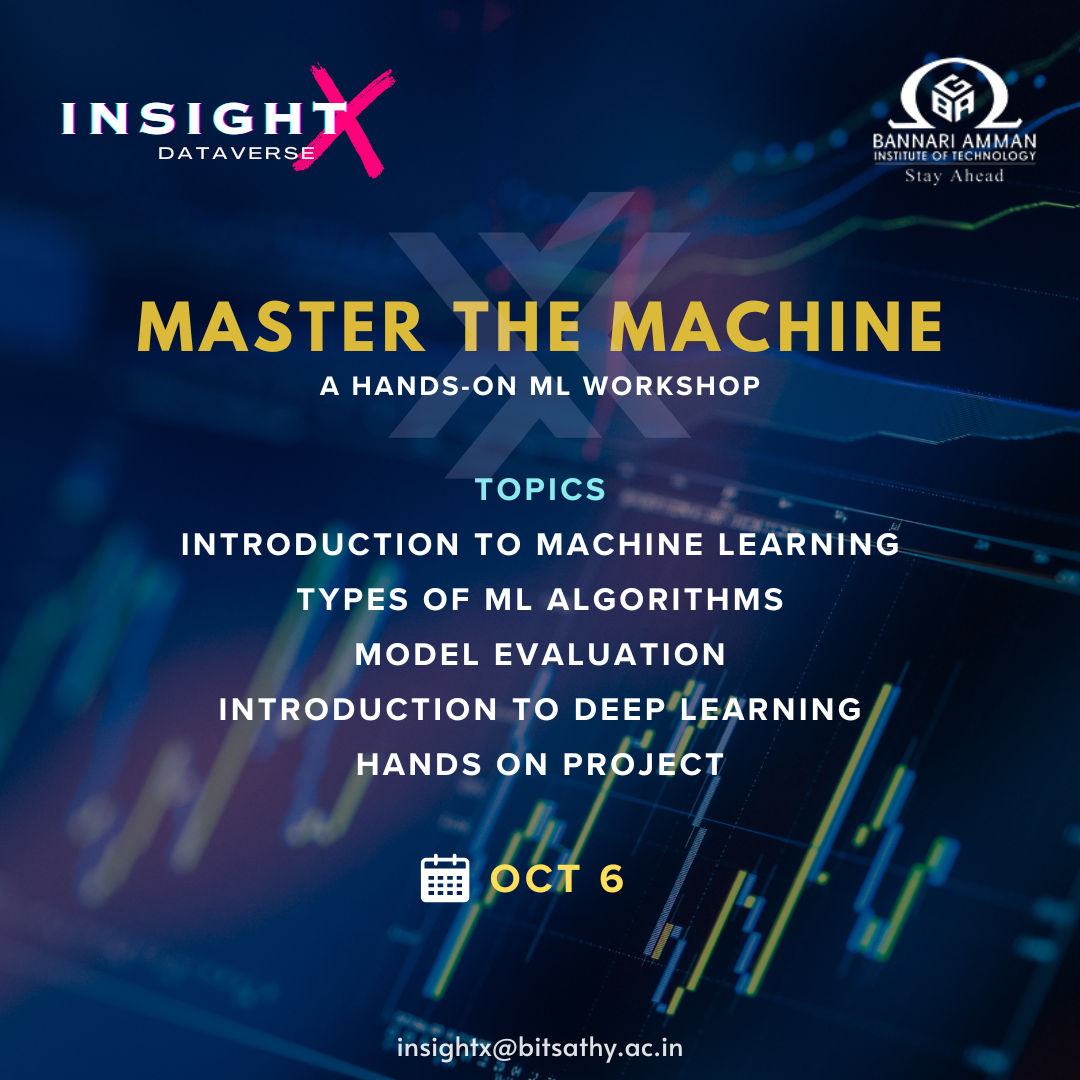 INSIGHTX
DATAVERSE
GBA
BANNARI AMMAN
INSTITUTE OF TECHNOLOGY
Stay Ahead
MASTER THE MACHINE
A HANDS-ON ML WORKSHOP
TOPICS
INTRODUCTION TO MACHINE LEARNING
TYPES OF ML ALGORITHMS
MODEL EVALUATION
INTRODUCTION TO DEEP LEARNING
HANDS ON PROJECT
OCT 6
insightx@bitsathy.ac.in